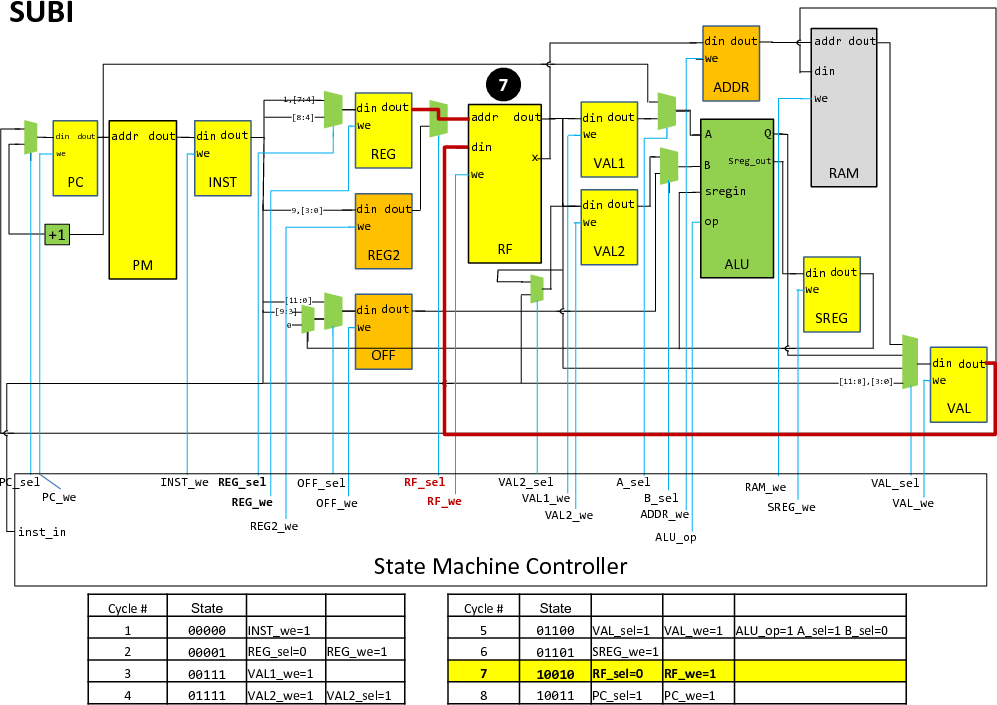 SUBI
7
din dout
we
ADDR
addr dout
din
we
RAM
1,[7:4]
[8:4]
din dout
we
REG
addr dout
din
x
we
RF
din dout
we
VAL1
A
Q
B
Sreg_out
sregin
op
ALU
din dout
we
PC
addr dout
PM
din dout
we
INST
+1
9,[3:0]
din dout
we
REG2
din dout
we
VAL2
din dout
we
SREG
[11:0]
[9:3]
0
din dout
we
OFF
[11:8],[3:0]
din dout
we
VAL
PC_sel
PC_we
INST_we
REG_sel
REG_we
REG2_we
OFF_sel
OFF_we
RF_sel
RF_we
VAL2_sel
VAL1_we
VAL2_we
A_sel
B_sel
ADDR_we
ALU_op
RAM_we
SREG_we
VAL_sel
VAL_we
inst_in
State Machine Controller
Cycle # State
1 00000 INST_we=1
2 00001 REG_sel=0 REG_we=1
3 00111 VAL1_we=1
4 01111 VAL2_we=1 VAL2_sel=1
Cycle # State
5 01100 VAL_sel=1 VAL_we=1 ALU_op=1 A_sel=1 B_sel=0
6 01101 SREG_we=1
7 10010 RF_sel=0 RF_we=1
8 10011 PC_sel=1 PC_we=1